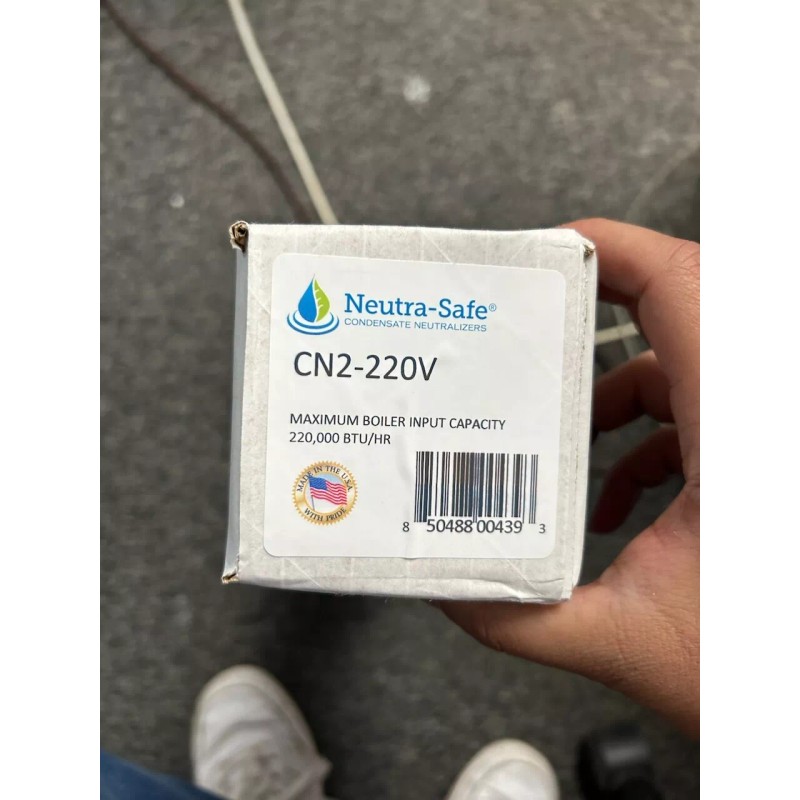 Neutra-Safe®
CONDENSATE NEUTRALIZERS
CN2-220V
MAXIMUM BOILER INPUT CAPACITY
220,000 BTU/HR
MADE IN THE U.S.A
WITH PRIDE
8 50488 00439 3